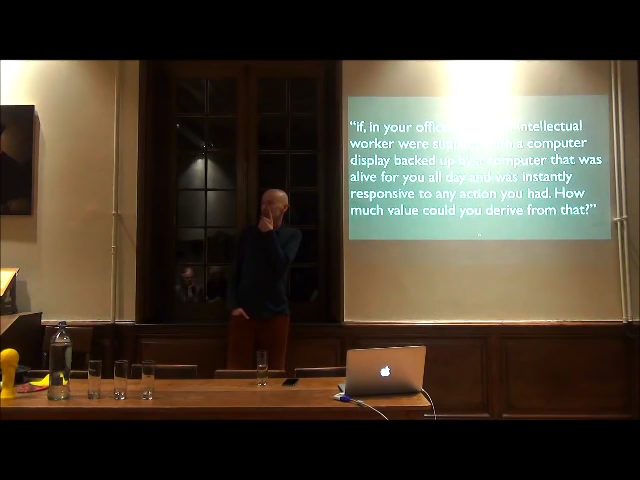 "if, in your office intellectual
worker were computer
display backed up by a computer that was
alive for you all day and was instantly
responsive to any action you had. How
much value could you derive from that?"